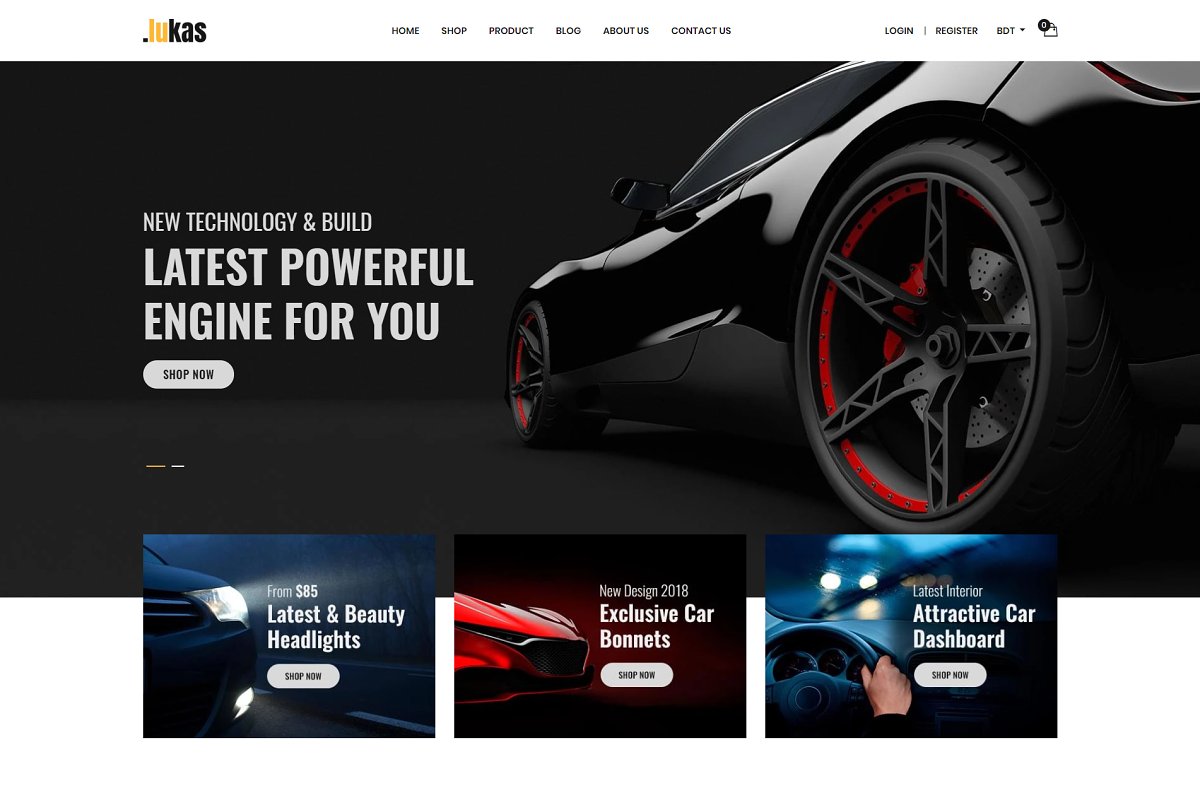 .lukas
HOME SHOP PRODUCT BLOG ABOUT US CONTACT US
LOGIN | REGISTER BDT 0
NEW TECHNOLOGY & BUILD
LATEST POWERFUL
ENGINE FOR YOU
SHOP NOW
From $85
Latest & Beauty
Headlights
SHOP NOW
New Design 2018
Exclusive Car
Bonnets
SHOP NOW
Latest Interior
Attractive Car
Dashboard
SHOP NOW